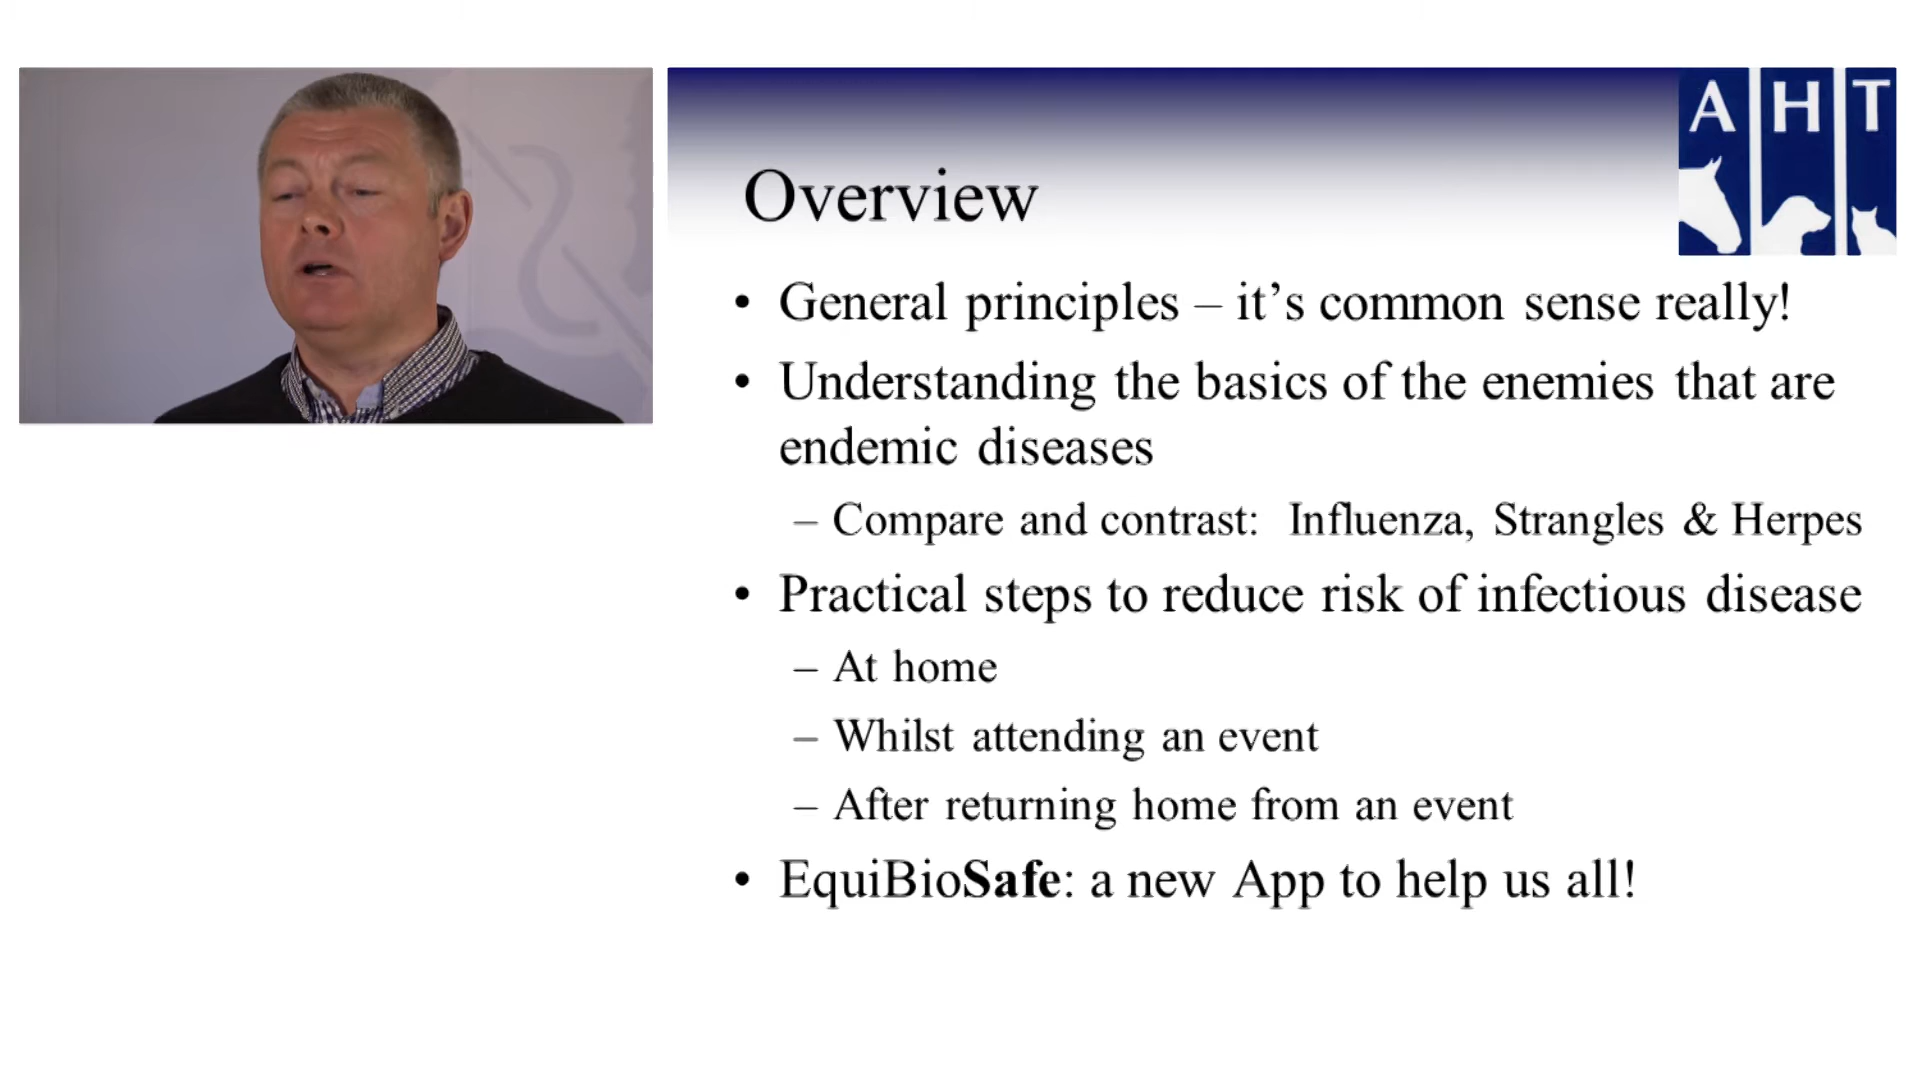 A H T
Overview
• General principles – it’s common sense really!
• Understanding the basics of the enemies that are
endemic diseases
– Compare and contrast: Influenza, Strangles & Herpes
• Practical steps to reduce risk of infectious disease
– At home
– Whilst attending an event
– After returning home from an event
• EquiBioSafe: a new App to help us all!